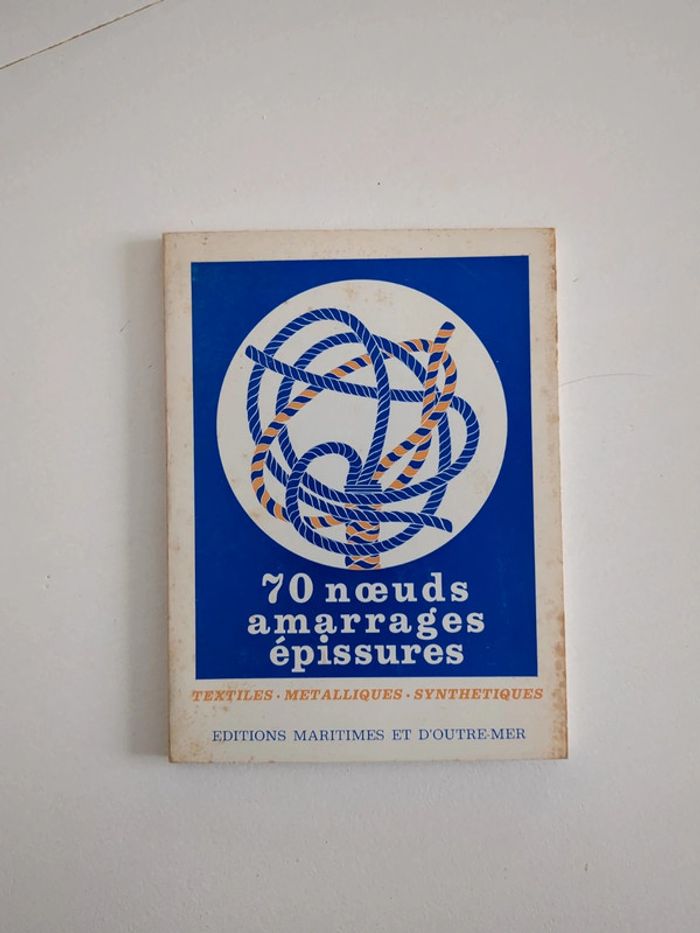 70 nœuds
amarrages
épissures
TEXTILES · METALLIQUES · SYNTHETIQUES
EDITIONS MARITIMES ET D'OUTRE-MER